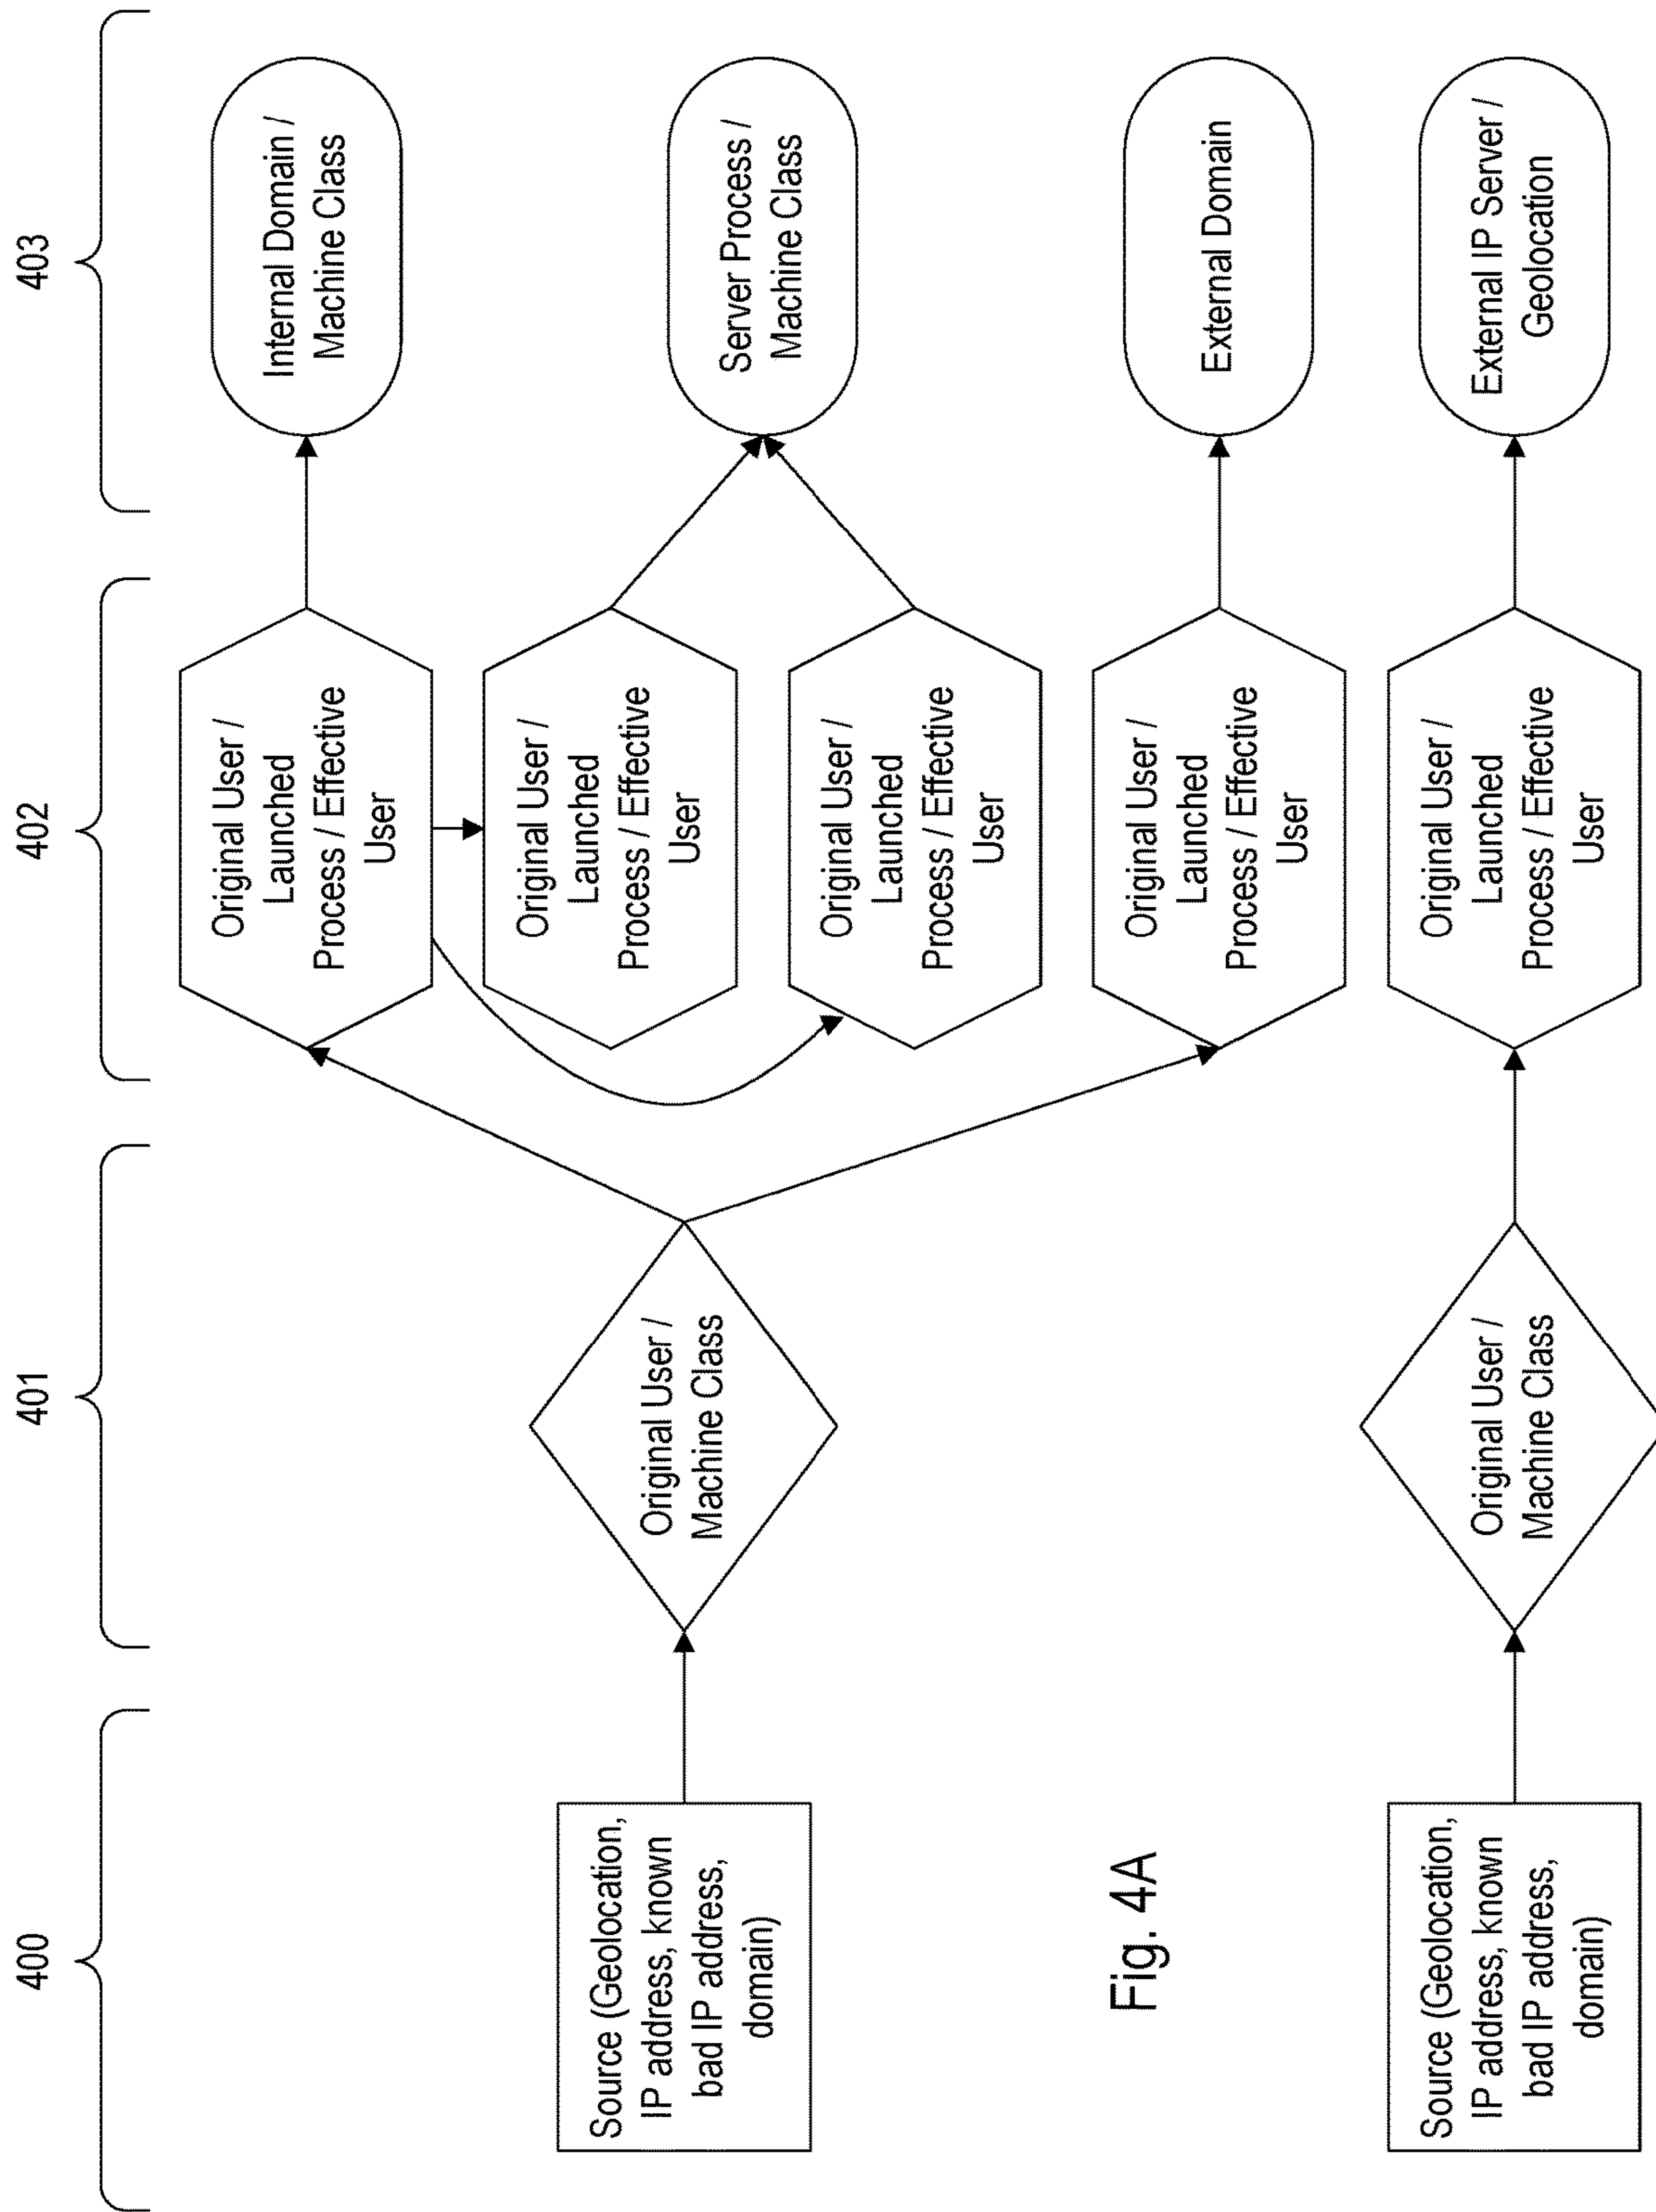 400
401
402
403
Source (Geolocation,
IP address, known
bad IP address,
domain)
Original User /
Machine Class
Original User /
Launched
Process / Effective
User
Internal Domain /
Machine Class
Original User /
Launched
Process / Effective
User
Original User /
Launched
Process / Effective
User
Server Process /
Machine Class
Original User /
Launched
Process / Effective
User
External Domain
Fig. 4A
Source (Geolocation,
IP address, known
bad IP address,
domain)
Original User /
Machine Class
Original User /
Launched
Process / Effective
User
External IP Server /
Geolocation